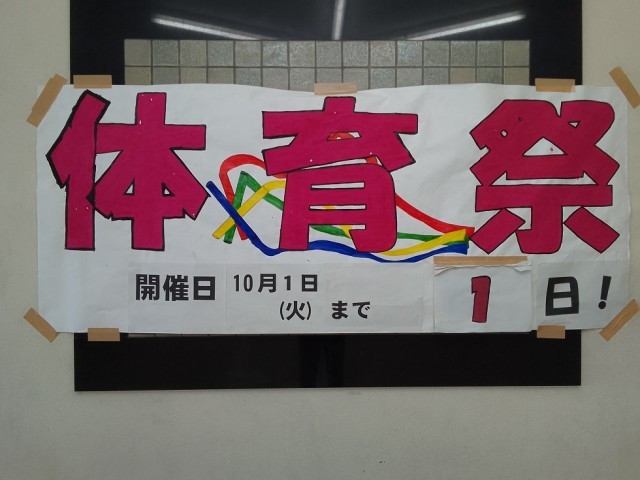 体育祭
開催日 10月1日
(火) まで
1日!